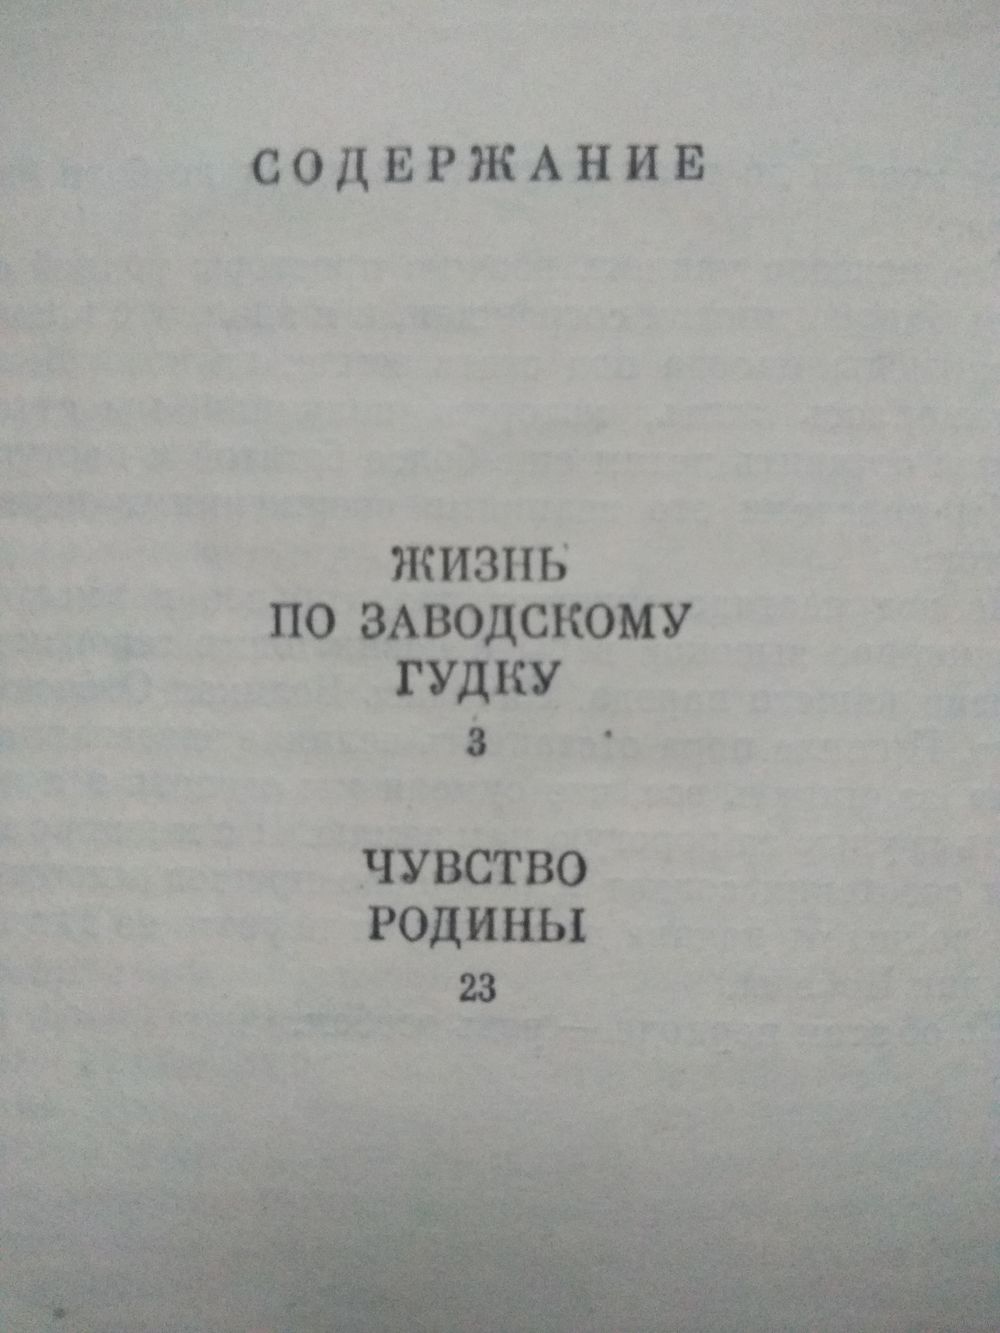 СОДЕРЖАНИЕ
ЖИЗНЬ
ПО ЗАВОДСКОМУ
ГУДКУ
3
ЧУВСТВО
РОДИНЫ
23